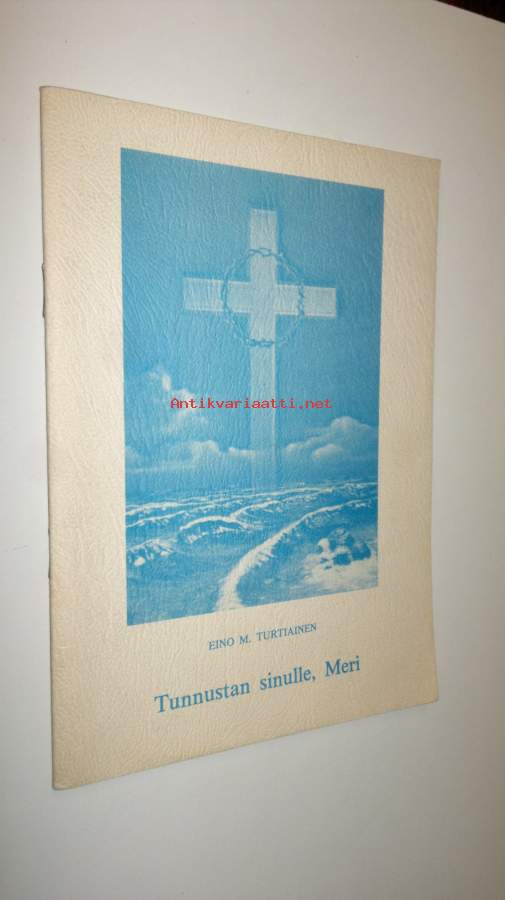 Antikvariaatti.net
EINO M. TURTIAINEN
Tunnustan sinulle, Meri